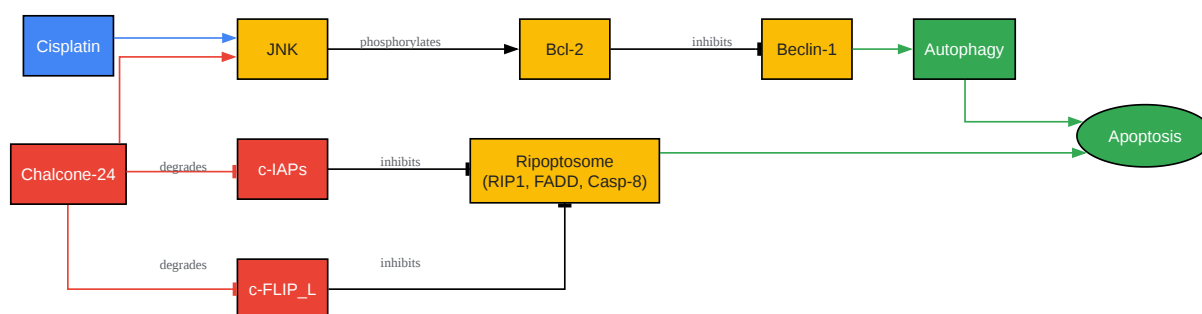 Cisplatin
JNK
phosphorylates
Bcl-2
inhibits
Beclin-1
Autophagy
Apoptosis
Chalcone-24
degrades
c-IAPs
inhibits
Ripoptosome
(RIP1, FADD, Casp-8)
degrades
inhibits
c-FLIP_L